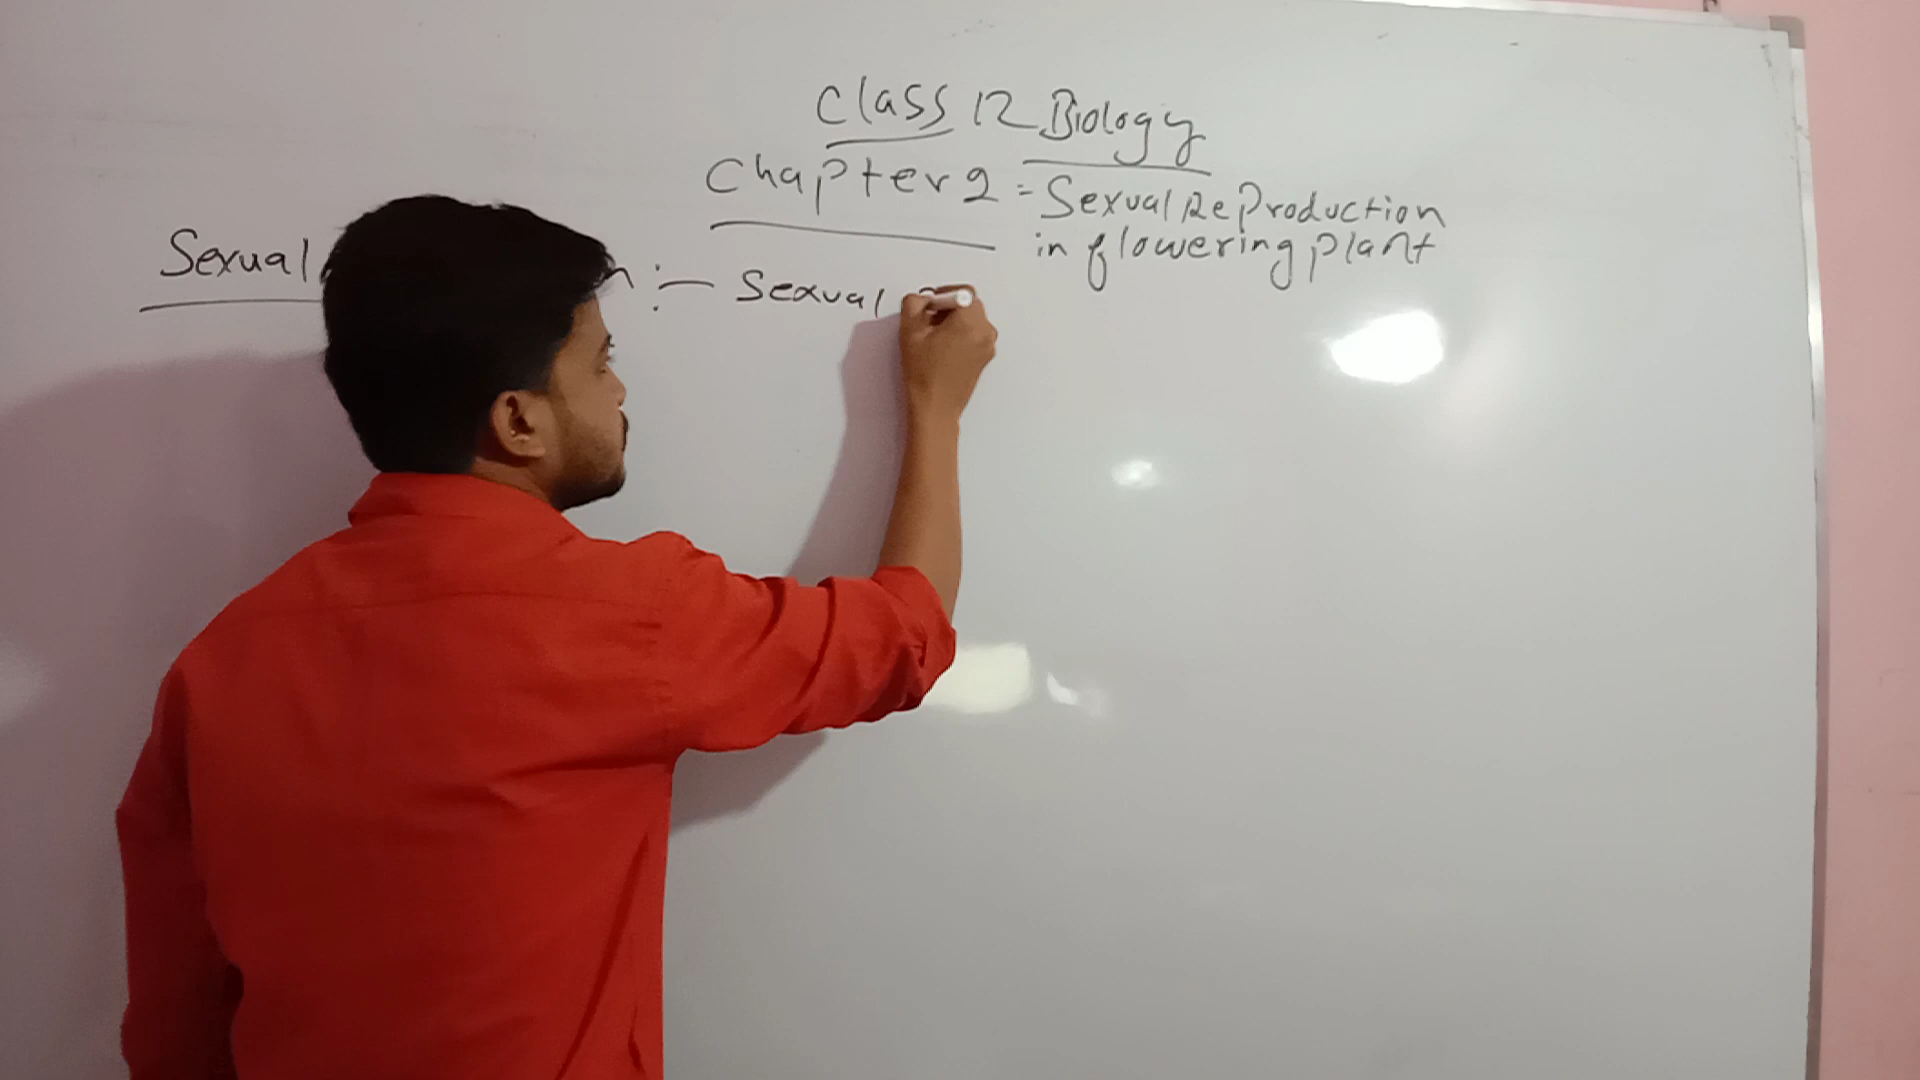 Class 12 Biology
Chapter 2 = Sexual Reproduction
in flowering plant
Sexual :- Sexual